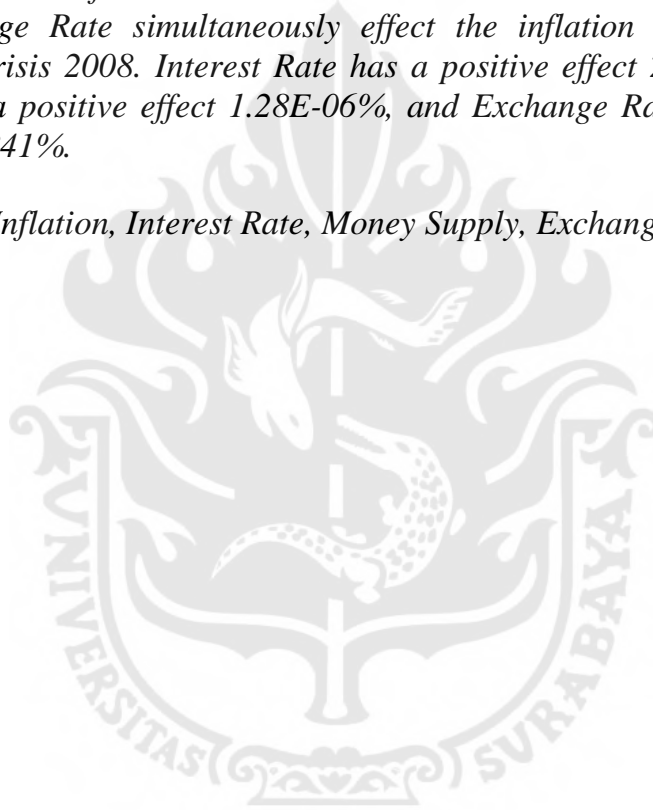 ge Rate simultaneously effect the inflation
risis 2008. Interest Rate has a positive effect
a positive effect 1.28E-06%, and Exchange Ra
41%.
Inflation, Interest Rate, Money Supply, Exchang
UNIVERSITAS SURABAYA